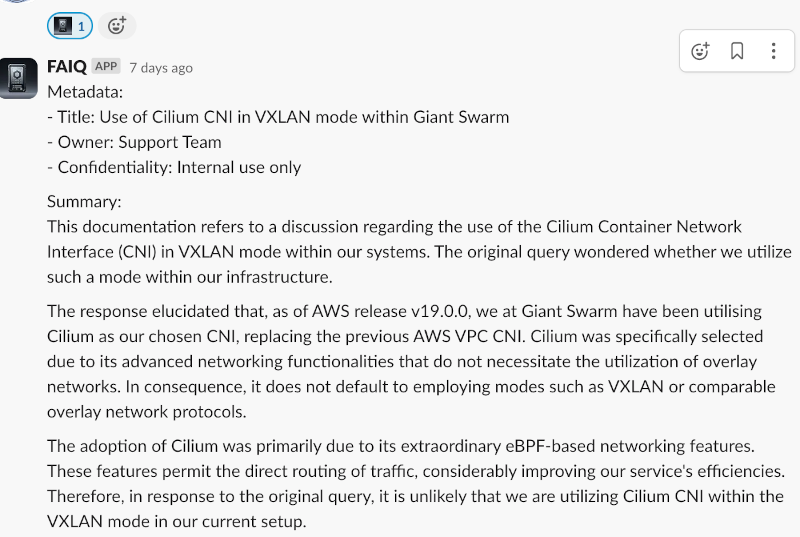 1
FAIQ APP 7 days ago
Metadata:
- Title: Use of Cilium CNI in VXLAN mode within Giant Swarm
- Owner: Support Team
- Confidentiality: Internal use only
Summary:
This documentation refers to a discussion regarding the use of the Cilium Container Network
Interface (CNI) in VXLAN mode within our systems. The original query wondered whether we utilize
such a mode within our infrastructure.
The response elucidated that, as of AWS release v19.0.0, we at Giant Swarm have been utilising
Cilium as our chosen CNI, replacing the previous AWS VPC CNI. Cilium was specifically selected
due to its advanced networking functionalities that do not necessitate the utilization of overlay
networks. In consequence, it does not default to employing modes such as VXLAN or comparable
overlay network protocols.
The adoption of Cilium was primarily due to its extraordinary eBPF-based networking features.
These features permit the direct routing of traffic, considerably improving our service's efficiencies.
Therefore, in response to the original query, it is unlikely that we are utilizing Cilium CNI within the
VXLAN mode in our current setup.